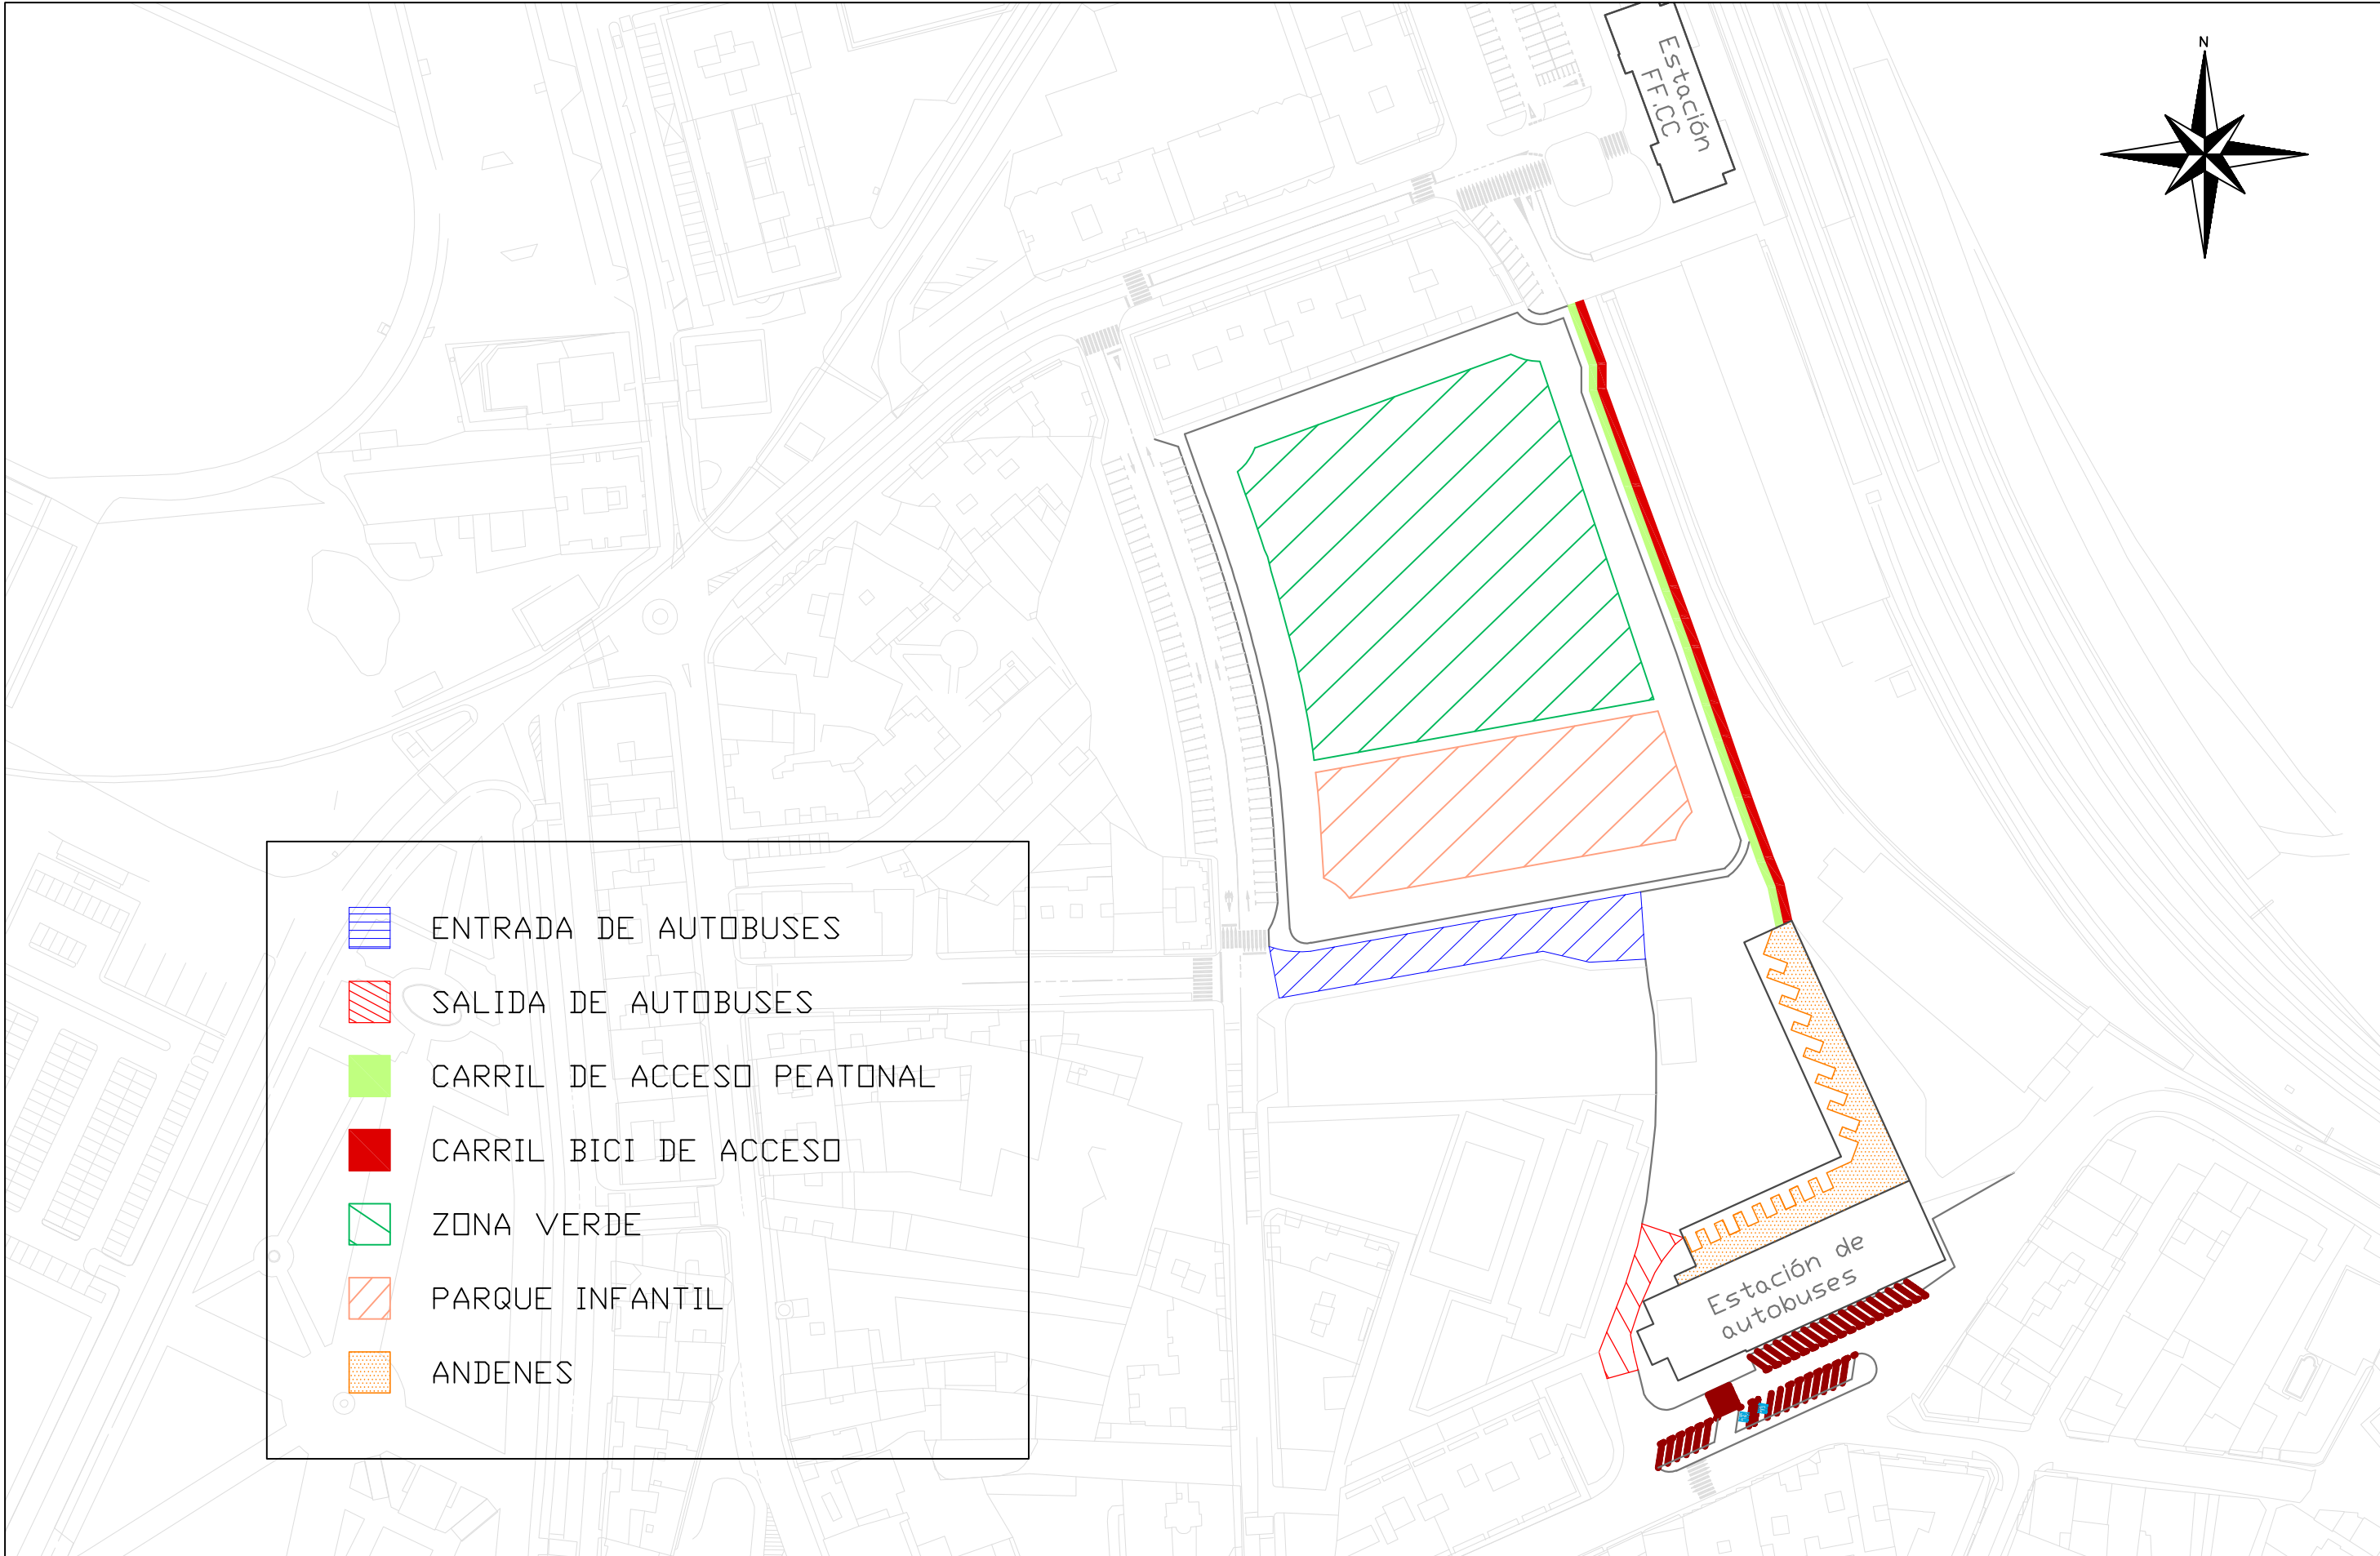 N
Estación
FF.CC
ENTRADA DE AUTOBUSES
SALIDA DE AUTOBUSES
CARRIL DE ACCESO PEATONAL
CARRIL BICI DE ACCESO
ZONA VERDE
PARQUE INFANTIL
ANDENES
Estación de
autobuses